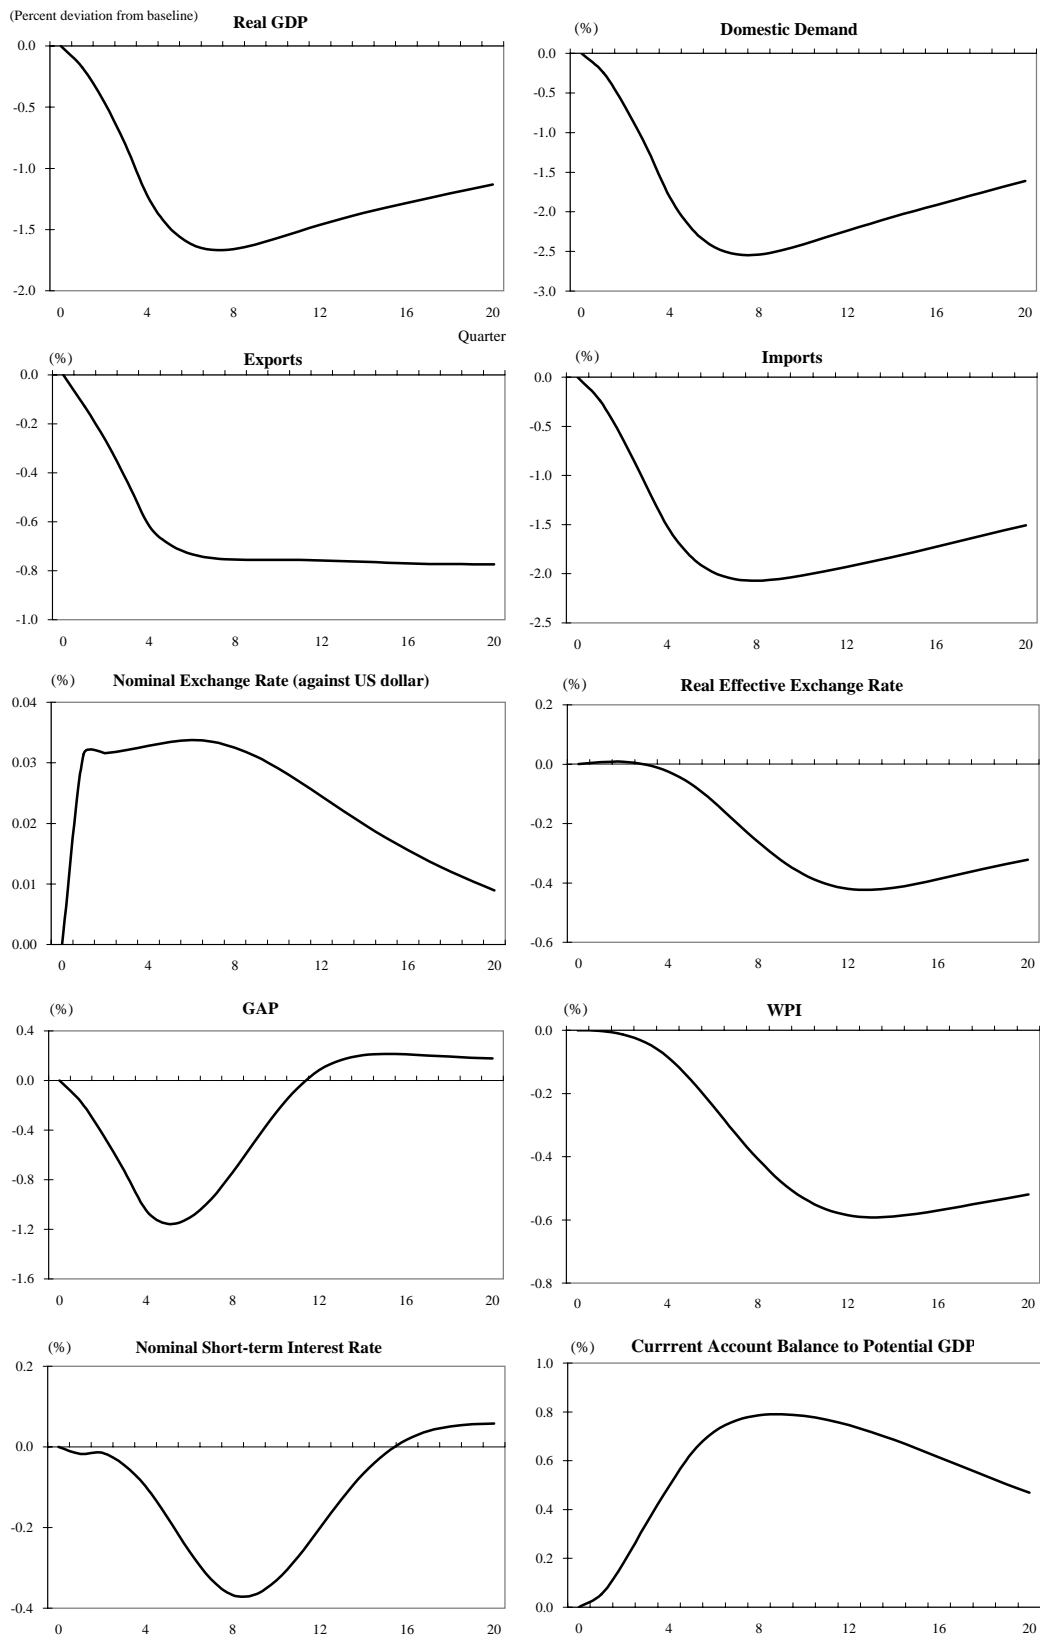 (Percent deviation from baseline)
Real GDP
0.0
-0.5
-1.0
-1.5
-2.0
0 4 8 12 16 20
Quarter
(%)
Domestic Demand
0.0
-0.5
-1.0
-1.5
-2.0
-2.5
-3.0
0 4 8 12 16 20
(%)
Exports
0.0
-0.2
-0.4
-0.6
-0.8
-1.0
0 4 8 12 16 20
(%)
Imports
0.0
-0.5
-1.0
-1.5
-2.0
-2.5
0 4 8 12 16 20
(%)
Nominal Exchange Rate (against US dollar)
0.04
0.03
0.02
0.01
0.00
0 4 8 12 16 20
(%)
Real Effective Exchange Rate
0.2
0.0
-0.2
-0.4
-0.6
0 4 8 12 16 20
(%)
GAP
0.4
0.0
-0.4
-0.8
-1.2
-1.6
0 4 8 12 16 20
(%)
WPI
0.0
-0.2
-0.4
-0.6
-0.8
0 4 8 12 16 20
(%)
Nominal Short-term Interest Rate
0.2
0.0
-0.2
-0.4
0 4 8 12 16 20
(%)
Currrent Account Balance to Potential GDP
1.0
0.8
0.6
0.4
0.2
0.0
0 4 8 12 16 20